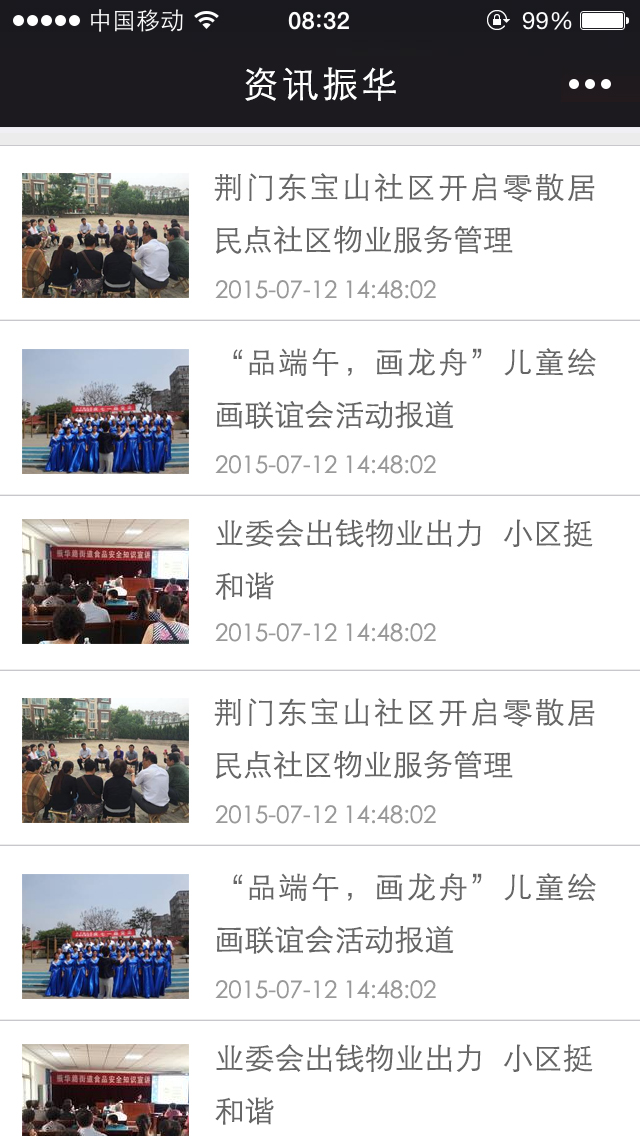 中国移动 08:32 99%
资讯振华
荆门东宝山社区开启零散居
民点社区物业服务管理
2015-07-12 14:48:02
“品端午，画龙舟”儿童绘
画联谊会活动报道
2015-07-12 14:48:02
振华路街道食品安全知识宣讲
业委会出钱物业出力 小区挺
和谐
2015-07-12 14:48:02
荆门东宝山社区开启零散居
民点社区物业服务管理
2015-07-12 14:48:02
“品端午，画龙舟”儿童绘
画联谊会活动报道
2015-07-12 14:48:02
振华路街道食品安全知识宣讲
业委会出钱物业出力 小区挺
和谐